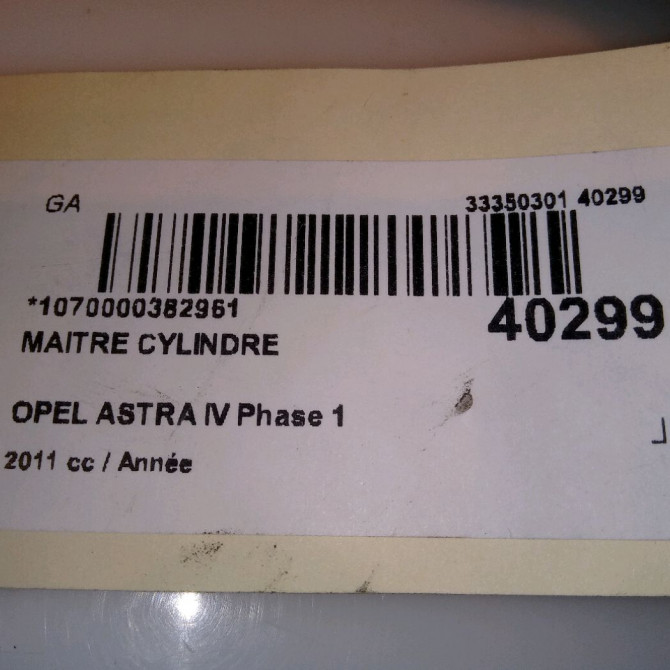 GA
33350301 40299
*1070000382961
40299
MAITRE CYLINDRE
OPEL ASTRA IV Phase 1
2011 cc / Année